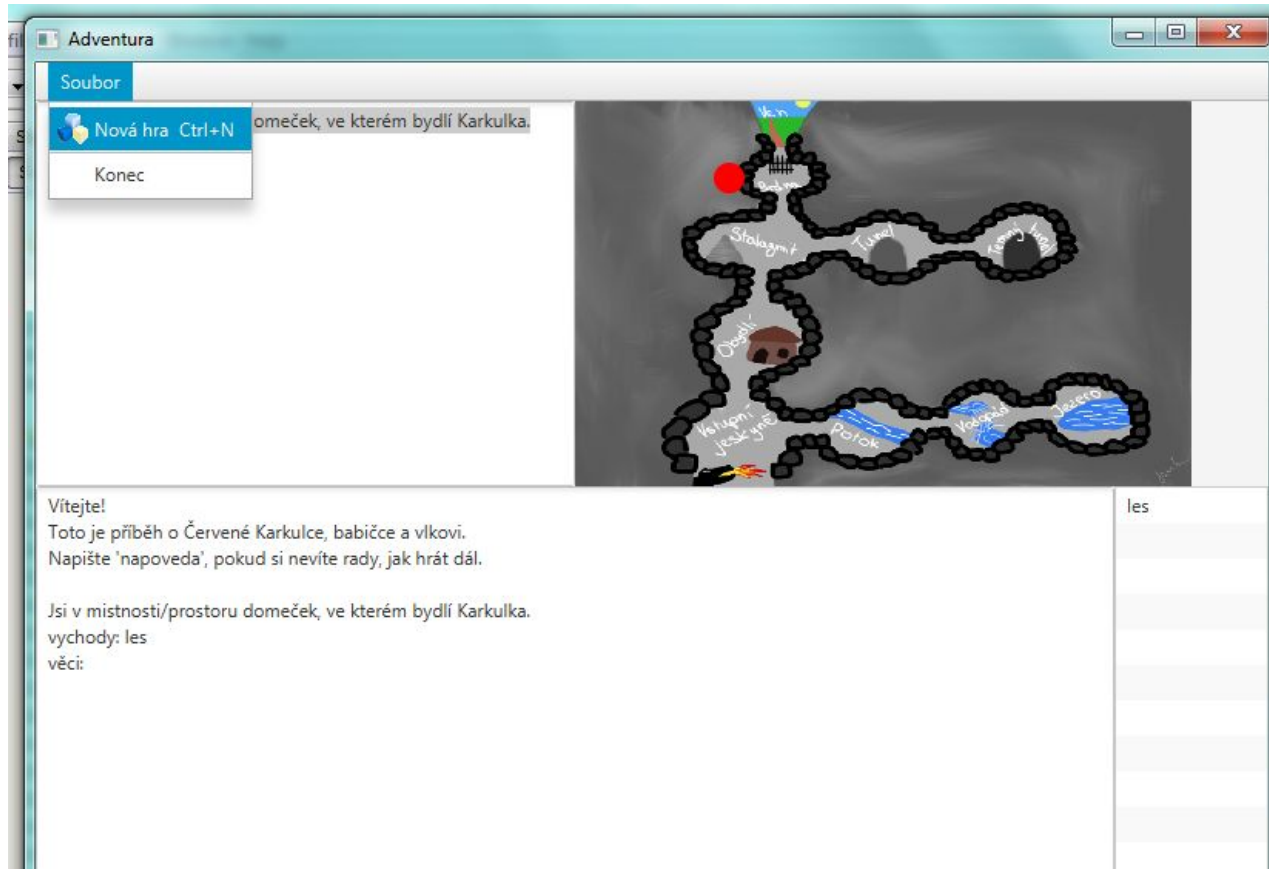 Adventura
Soubor
Nová hra Ctrl+N
Konec
omeček, ve kterém bydlí Karkulka.
Ven
Stalagmit
Tunel
Temný tunel
Obydlí
Vstupní
jeskyně
Potok
Vodopád
Jezero
Vítejte!
Toto je příběh o Červené Karkulce, babičce a vlkovi.
Napište 'napoveda', pokud si nevíte rady, jak hrát dál.
Jsi v mistnosti/prostoru domeček, ve kterém bydlí Karkulka.
vychody: les
věci:
les